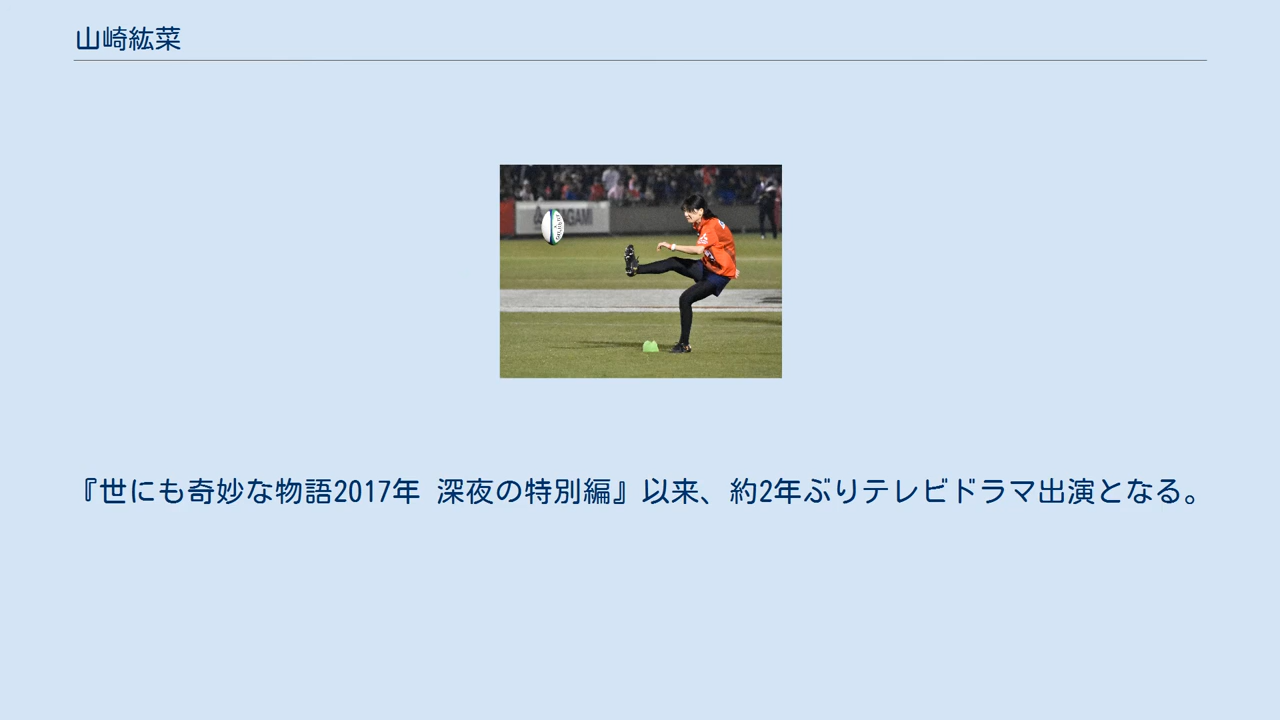 山崎紘菜
『世にも奇妙な物語2017年 深夜の特別編』以来、約2年ぶりテレビドラマ出演となる。